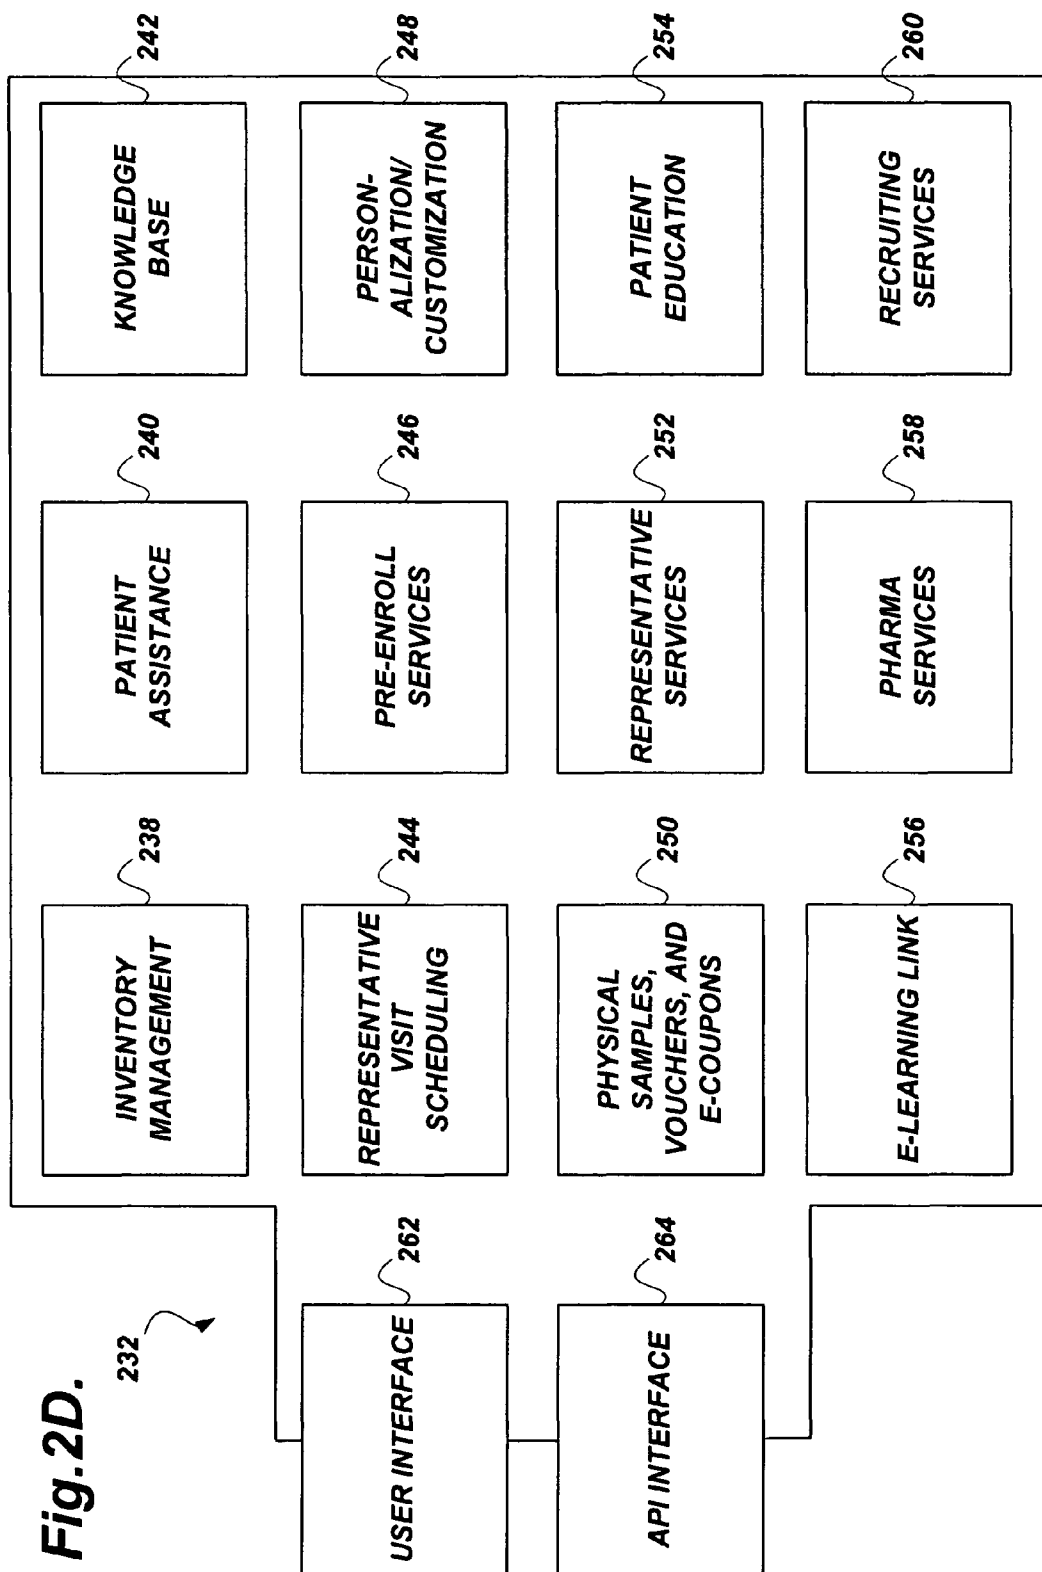 Fig.2D.
232
238
INVENTORY
MANAGEMENT
240
PATIENT
ASSISTANCE
242
KNOWLEDGE
BASE
262
USER INTERFACE
244
REPRESENTATIVE
VISIT
SCHEDULING
246
PRE-ENROLL
SERVICES
248
PERSON-
ALIZATION/
CUSTOMIZATION
264
API INTERFACE
250
PHYSICAL
SAMPLES,
VOUCHERS, AND
E-COUPONS
252
REPRESENTATIVE
SERVICES
254
PATIENT
EDUCATION
256
E-LEARNING LINK
258
PHARMA
SERVICES
260
RECRUITING
SERVICES